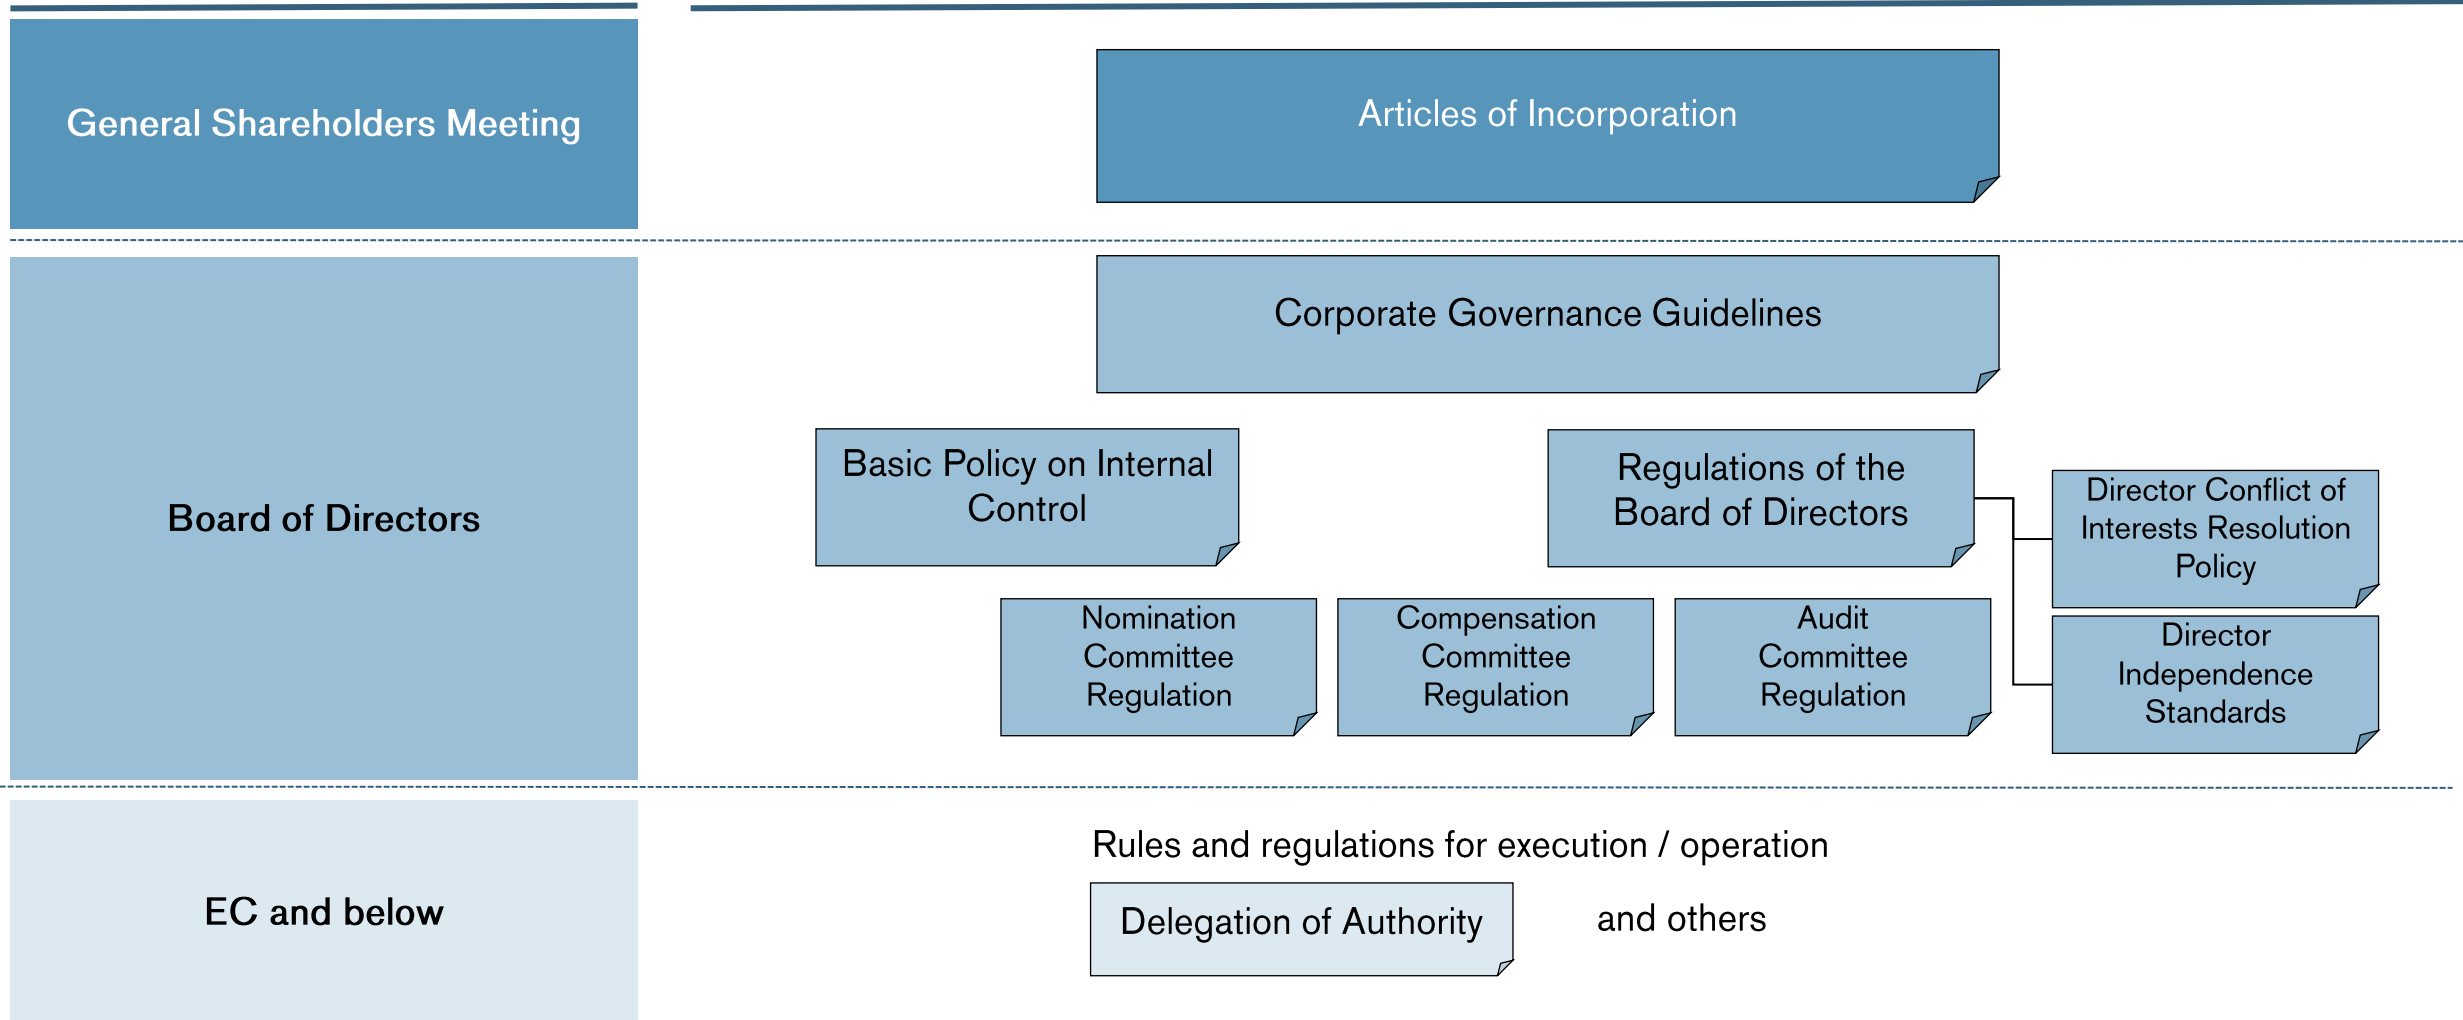 General Shareholders Meeting
Articles of Incorporation
Board of Directors
Corporate Governance Guidelines
Basic Policy on Internal
Control
Regulations of the
Board of Directors
Director Conflict of
Interests Resolution
Policy
Nomination
Committee
Regulation
Compensation
Committee
Regulation
Audit
Committee
Regulation
Director
Independence
Standards
EC and below
Rules and regulations for execution / operation
Delegation of Authority
and others